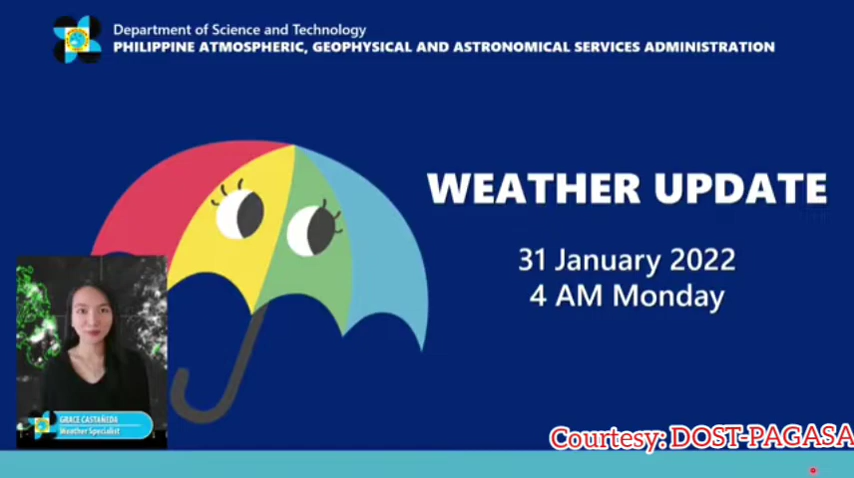 Department of Science and Technology
PHILIPPINE ATMOSPHERIC, GEOPHYSICAL AND ASTRONOMICAL SERVICES ADMINISTRATION
WEATHER UPDATE
31 January 2022
4 AM Monday
GRACE CASTAÑEDA
Weather Specialist
Courtesy: DOST-PAGASA